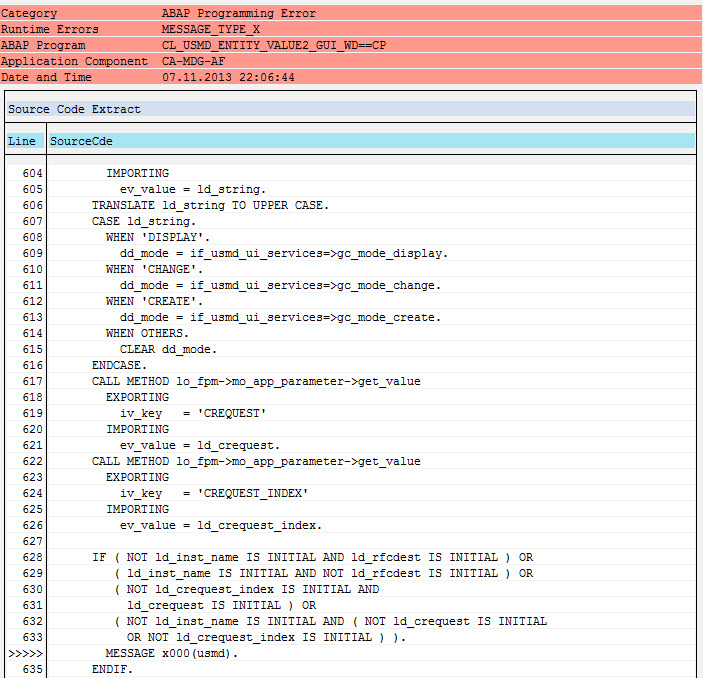 Category ABAP Programming Error
Runtime Errors MESSAGE_TYPE_X
ABAP Program CL_USMD_ENTITY_VALUE2_GUI_WD==CP
Application Component CA-MDG-AF
Date and Time 07.11.2013 22:06:44
Source Code Extract
Line SourceCde
604 IMPORTING
605 ev_value = ld_string.
606 TRANSLATE ld_string TO UPPER CASE.
607 CASE ld_string.
608 WHEN 'DISPLAY'.
609 dd_mode = if_usmd_ui_services=>gc_mode_display.
610 WHEN 'CHANGE'.
611 dd_mode = if_usmd_ui_services=>gc_mode_change.
612 WHEN 'CREATE'.
613 dd_mode = if_usmd_ui_services=>gc_mode_create.
614 WHEN OTHERS.
615 CLEAR dd_mode.
616 ENDCASE.
617 CALL METHOD lo_fpm->mo_app_parameter->get_value
618 EXPORTING
619 iv_key = 'CREQUEST'
620 IMPORTING
621 ev_value = ld_crequest.
622 CALL METHOD lo_fpm->mo_app_parameter->get_value
623 EXPORTING
624 iv_key = 'CREQUEST_INDEX'
625 IMPORTING
626 ev_value = ld_crequest_index.
627
628 IF ( NOT ld_inst_name IS INITIAL AND ld_rfcdest IS INITIAL ) OR
629 ( ld_inst_name IS INITIAL AND NOT ld_rfcdest IS INITIAL ) OR
630 ( NOT ld_crequest_index IS INITIAL AND
631 ld_crequest IS INITIAL ) OR
632 ( NOT ld_inst_name IS INITIAL AND ( NOT ld_crequest IS INITIAL
633 OR NOT ld_crequest_index IS INITIAL ) ).
>>>>> MESSAGE x000(usmd).
635 ENDIF.